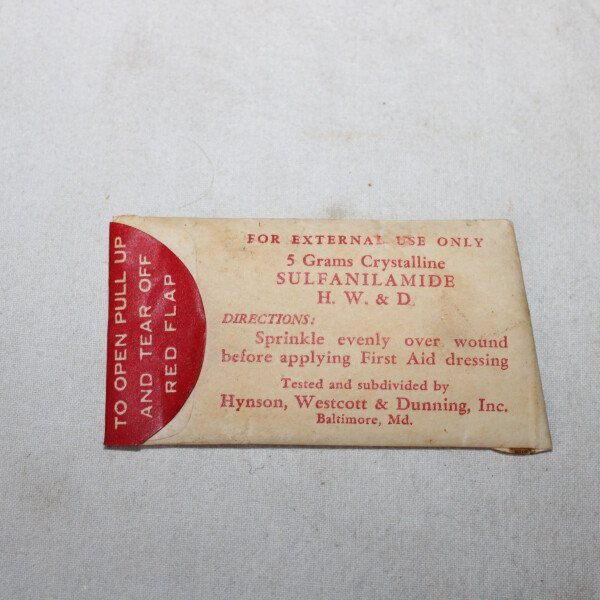 FOR EXTERNAL USE ONLY
5 Grams Crystalline
SULFANILAMIDE
H. W. & D.
DIRECTIONS:
Sprinkle evenly over wound
before applying First Aid dressing
Tested and subdivided by
Hynson, Westcott & Dunning, Inc.
Baltimore, Md.
TO OPEN PULL UP
AND TEAR OFF
RED FLAP